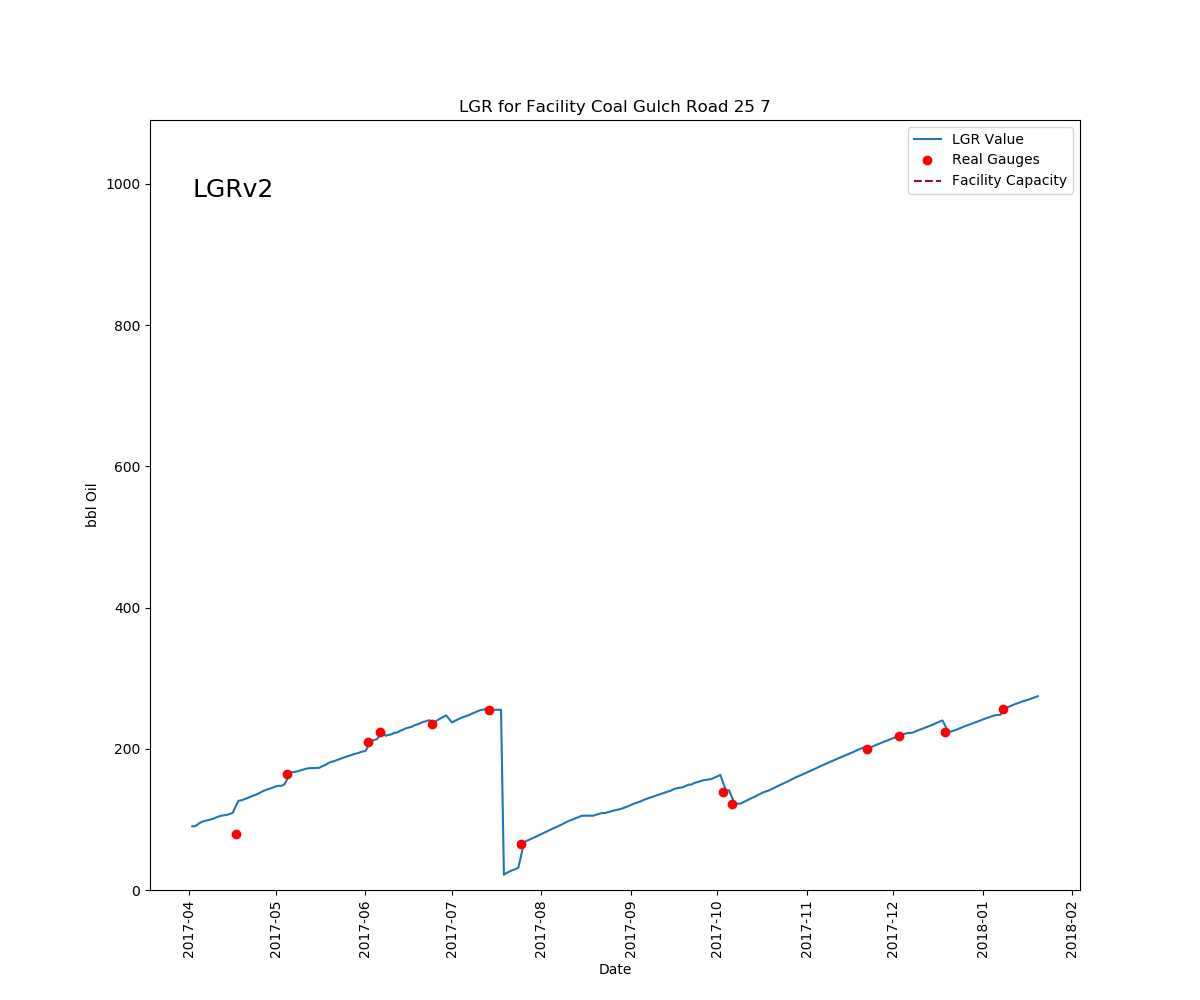 LGR for Facility Coal Gulch Road 25 7
LGR Value
Real Gauges
Facility Capacity
LGRv2
1000
800
600
400
200
0
bbl Oil
2017-04
2017-05
2017-06
2017-07
2017-08
2017-09
2017-10
2017-11
2017-12
2018-01
2018-02
Date